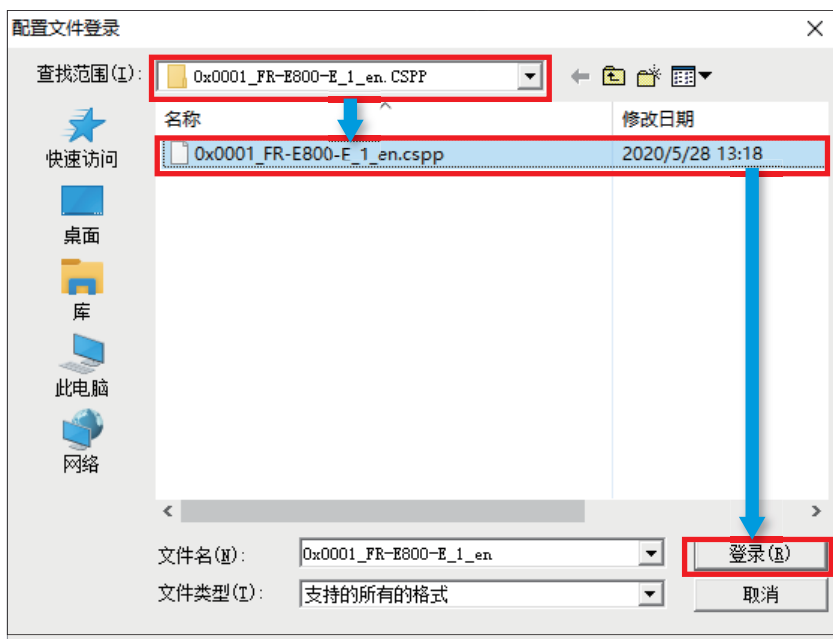 配置文件登录
查找范围(I):
0x0001_FR-E800-E_1_en.CSPP
名称
修改日期
0x0001_FR-E800-E_1_en.cspp
2020/5/28 13:18
快速访问
桌面
库
此电脑
网络
文件名(N):
0x0001_FR-E800-E_1_en
登录(R)
文件类型(T):
支持的所有的格式
取消